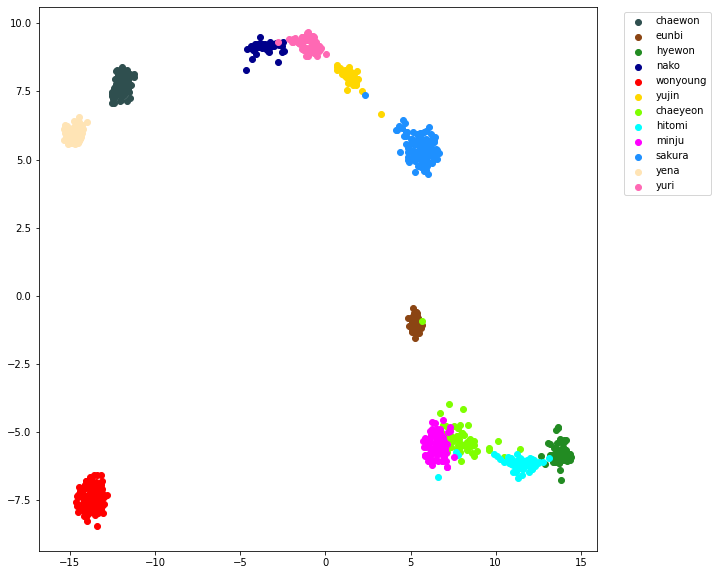 10.0
7.5
5.0
2.5
0.0
−2.5
−5.0
−7.5
−15
−10
−5
0
5
10
15
chaewon
eunbi
hyewon
nako
wonyoung
yujin
chaeyeon
hitomi
minju
sakura
yena
yuri